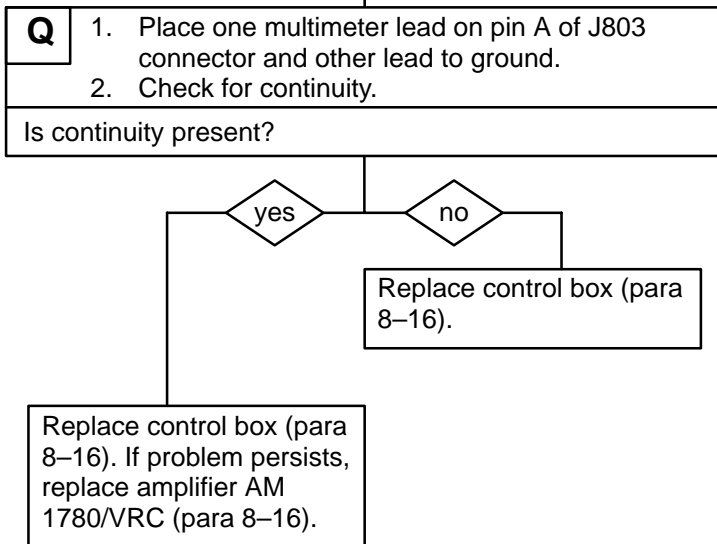 Q
1. Place one multimeter lead on pin A of J803
connector and other lead to ground.
2. Check for continuity.
Is continuity present?
yes
no
Replace control box (para
8–16).
Replace control box (para
8–16). If problem persists,
replace amplifier AM
1780/VRC (para 8–16).